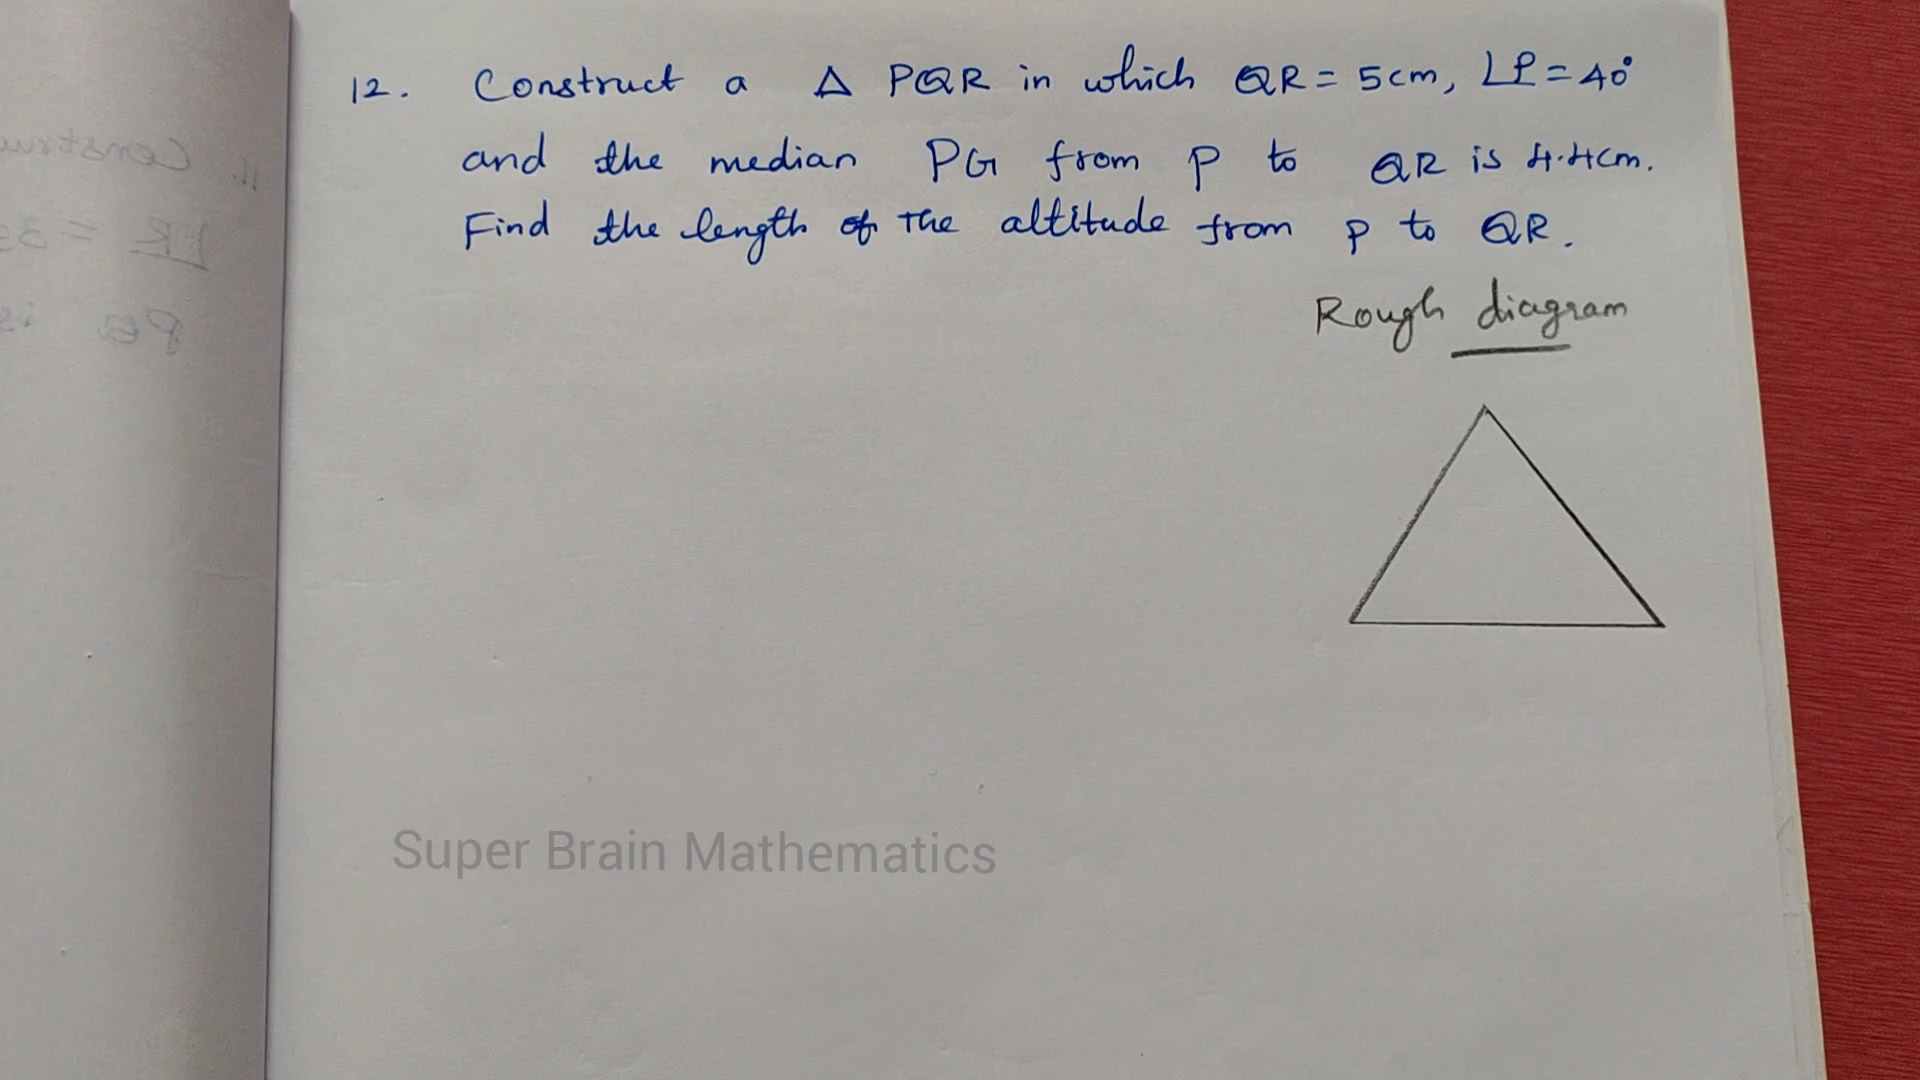 12. Construct a Δ PQR in which QR = 5cm, ∠P = 40°
and the median PG from P to QR is 4.4cm.
Find the length of the altitude from P to QR.
Rough diagram
Super Brain Mathematics